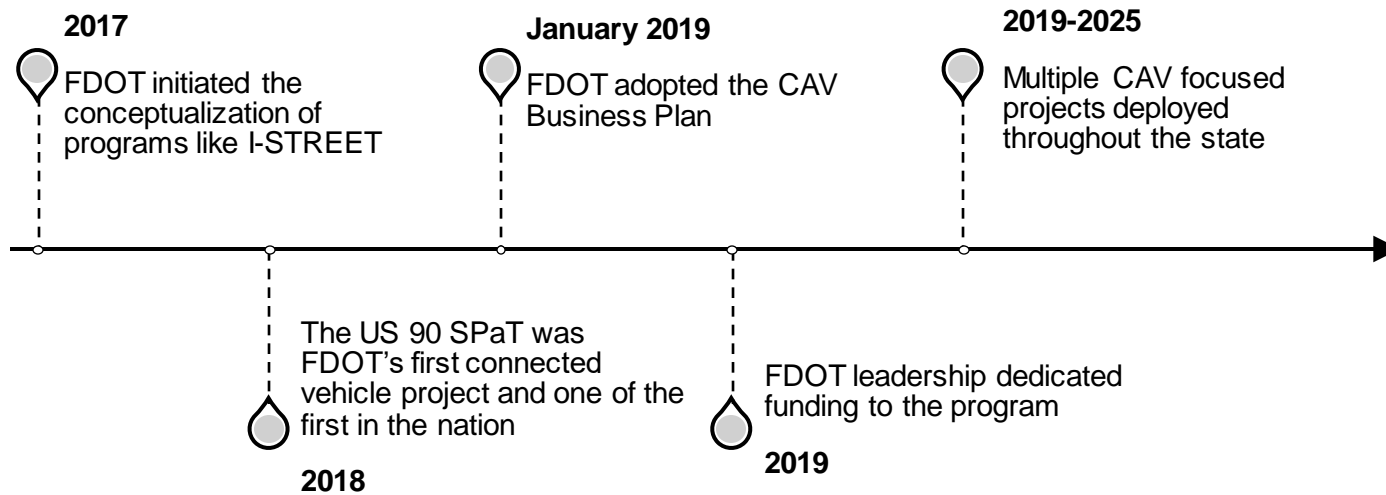 2017
FDOT initiated the
conceptualization of
programs like I-STREET
January 2019
FDOT adopted the CAV
Business Plan
2019-2025
Multiple CAV focused
projects deployed
throughout the state
The US 90 SPaT was
FDOT's first connected
vehicle project and one of the
first in the nation
2018
FDOT leadership dedicated
funding to the program
2019